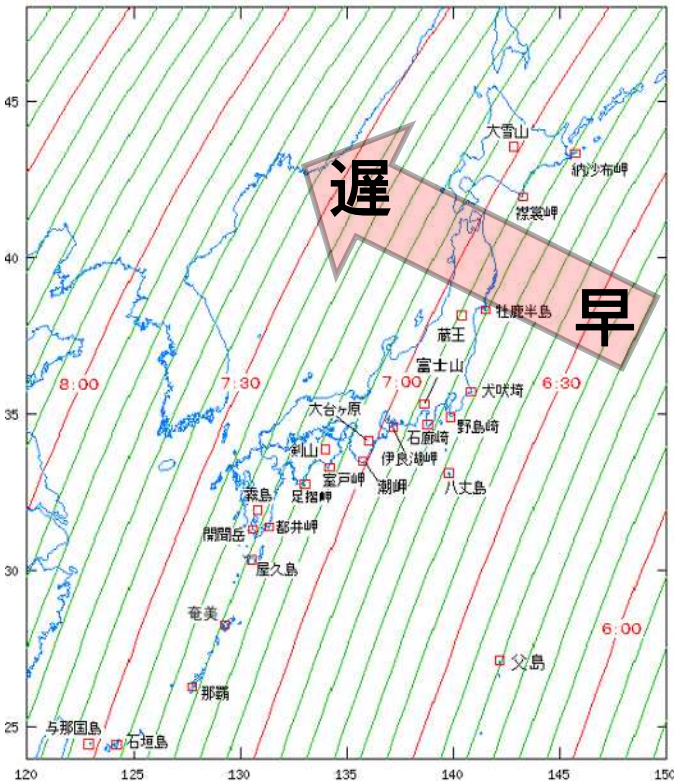 45
40
35
30
25
120
125
130
135
140
145
150
遅
早
大雪山
納沙布岬
襟裳岬
牡鹿半島
蔵王
富士山
8:00
7:30
7:00
6:30
犬吠埼
大台ヶ原
石廊崎
野島崎
剣山
伊良湖岬
室戸岬
潮岬
八丈島
足摺岬
霧島
開聞岳
都井岬
屋久島
奄美
6:00
父島
那覇
与那国島
石垣島